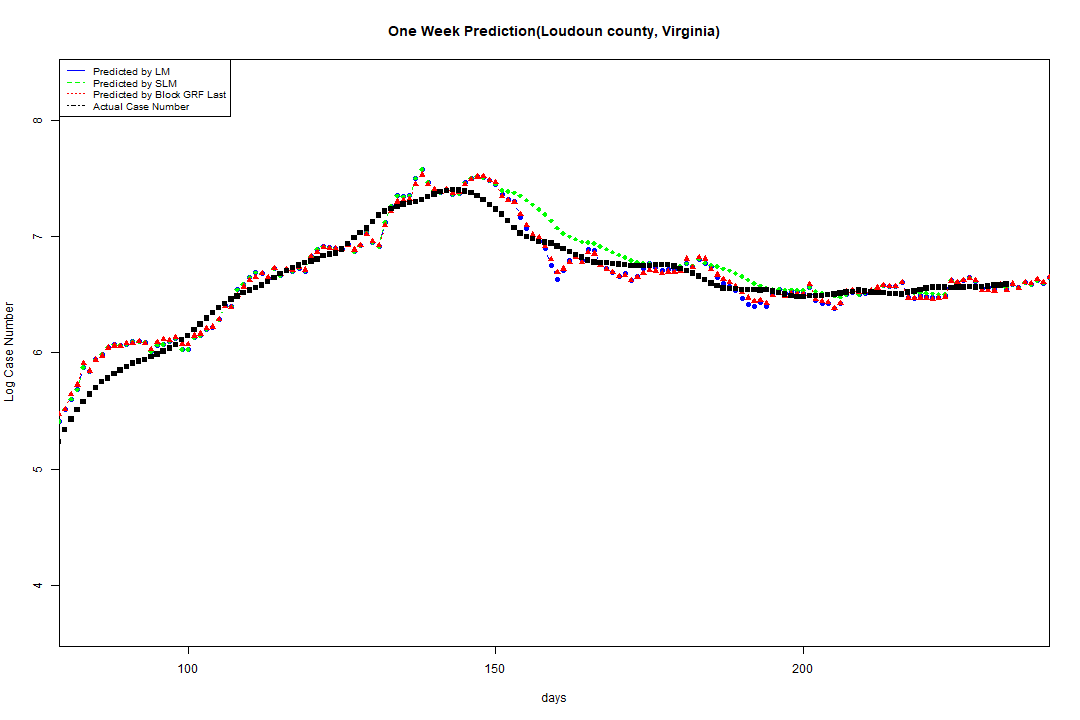 One Week Prediction(Loudoun county, Virginia)
Predicted by LM
Predicted by SLM
Predicted by Block GRF Last
Actual Case Number
8
7
6
5
4
Log Case Number
100 150 200
days